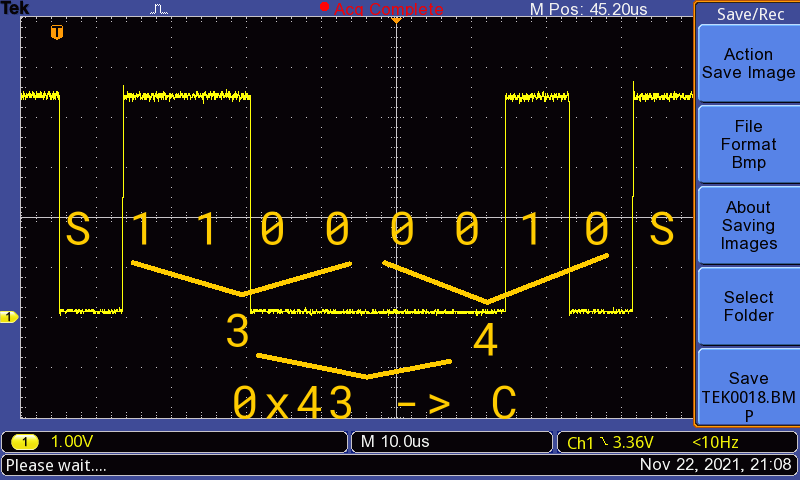 Tek
Acq Complete
M Pos: 45.20us
Save/Rec
T
Action
Save Image
File
Format
Bmp
About
Saving
Images
Select
Folder
Save
TEK0018.BM
P
S 1 1 0 0 0 0 1 0 S
1
3 4
0x43 -> C
1 1.00V
M 10.0us
Ch1 3.36V <10Hz
Please wait....
Nov 22, 2021, 21:08